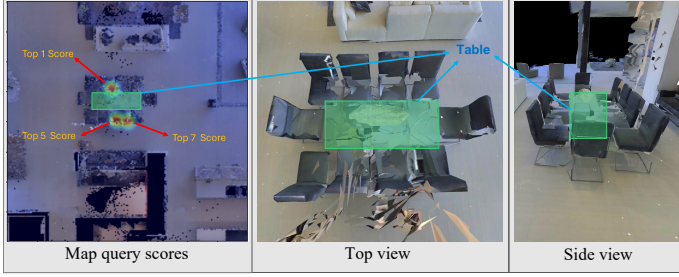 Top 1 Score
Table
Top 5 Score
Top 7 Score
Map query scores
Top view
Side view